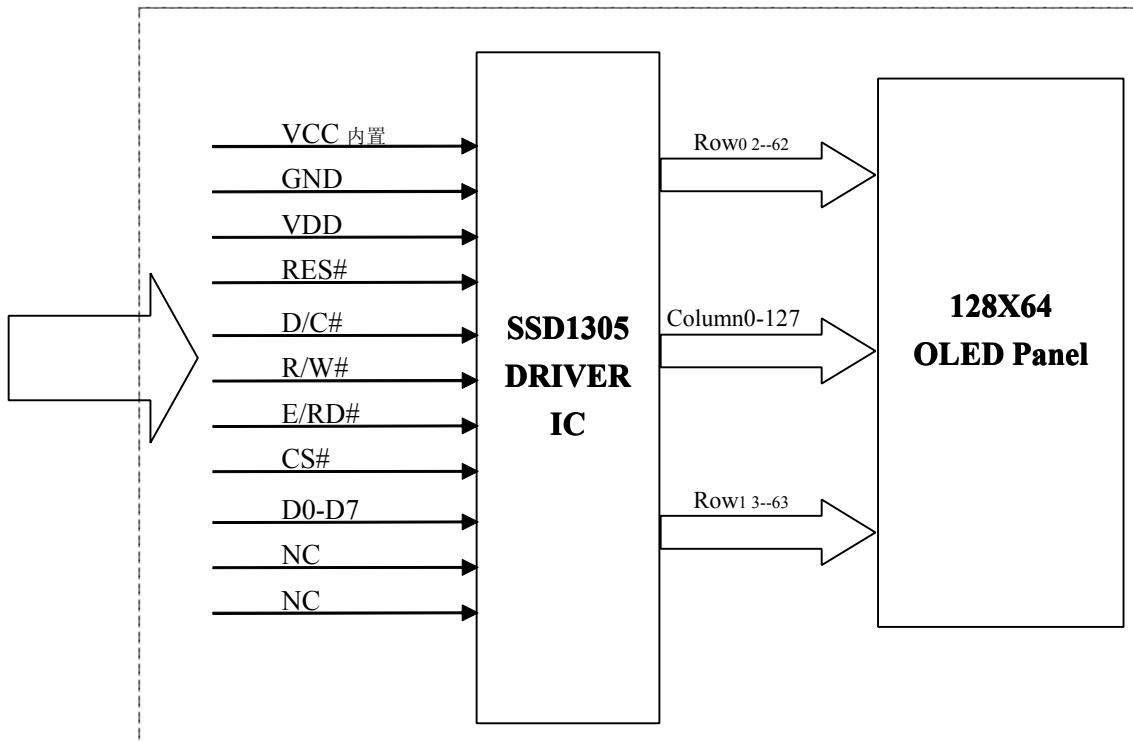 VCC 内置
GND
VDD
RES#
D/C#
R/W#
E/RD#
CS#
D0-D7
NC
NC
SSD1305
DRIVER
IC
Row0 2--62
Column0-127
Row1 3--63
128X64
OLED Panel